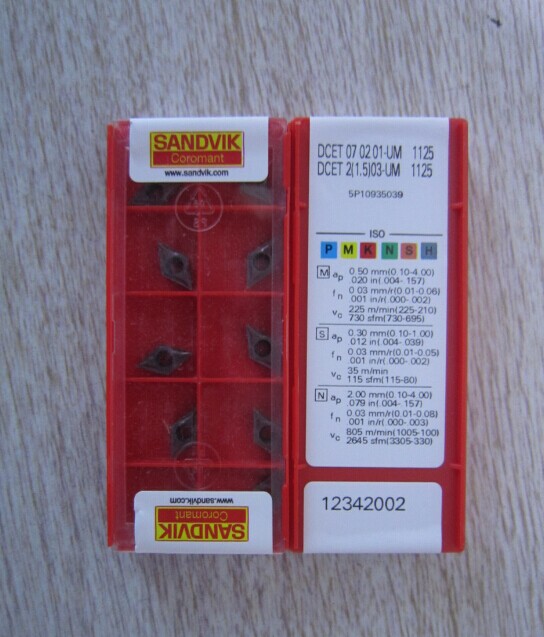 SANDVIK
Coromant
www.sandvik.com
www.sandvik.com
Coromant
SANDVIK
DCET 07 02 01-UM 1125
DCET 2(1.5)03-UM 1125
5P10935039
ISO
P M K N S H
M ap 0.50 mm(0.10-4.00)
.020 in(.004-.157)
fn 0.03 mm/r(0.01-0.06)
.001 in/r(.000-.002)
vc 225 m/min(225-210)
730 sfm(730-695)
S ap 0.30 mm(0.10-1.00)
.012 in(.004-.039)
fn 0.03 mm/r(0.01-0.05)
.001 in/r(.000-.002)
vc 35 m/min
115 sfm(115-80)
N ap 2.00 mm(0.10-4.00)
.079 in(.004-.157)
fn 0.03 mm/r(0.01-0.08)
.001 in/r(.000-.003)
vc 805 m/min(1005-100)
2645 sfm(3305-330)
12342002